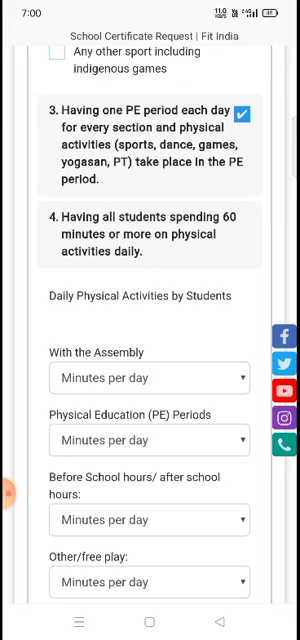 7:00
School Certificate Request | Fit India
Any other sport including
indigenous games
3. Having one PE period each day
for every section and physical
activities (sports, dance, games,
yogasan, PT) take place in the PE
period.
4. Having all students spending 60
minutes or more on physical
activities daily.
Daily Physical Activities by Students
With the Assembly
Minutes per day
Physical Education (PE) Periods
Minutes per day
Before School hours/ after school
hours:
Minutes per day
Other/free play:
Minutes per day